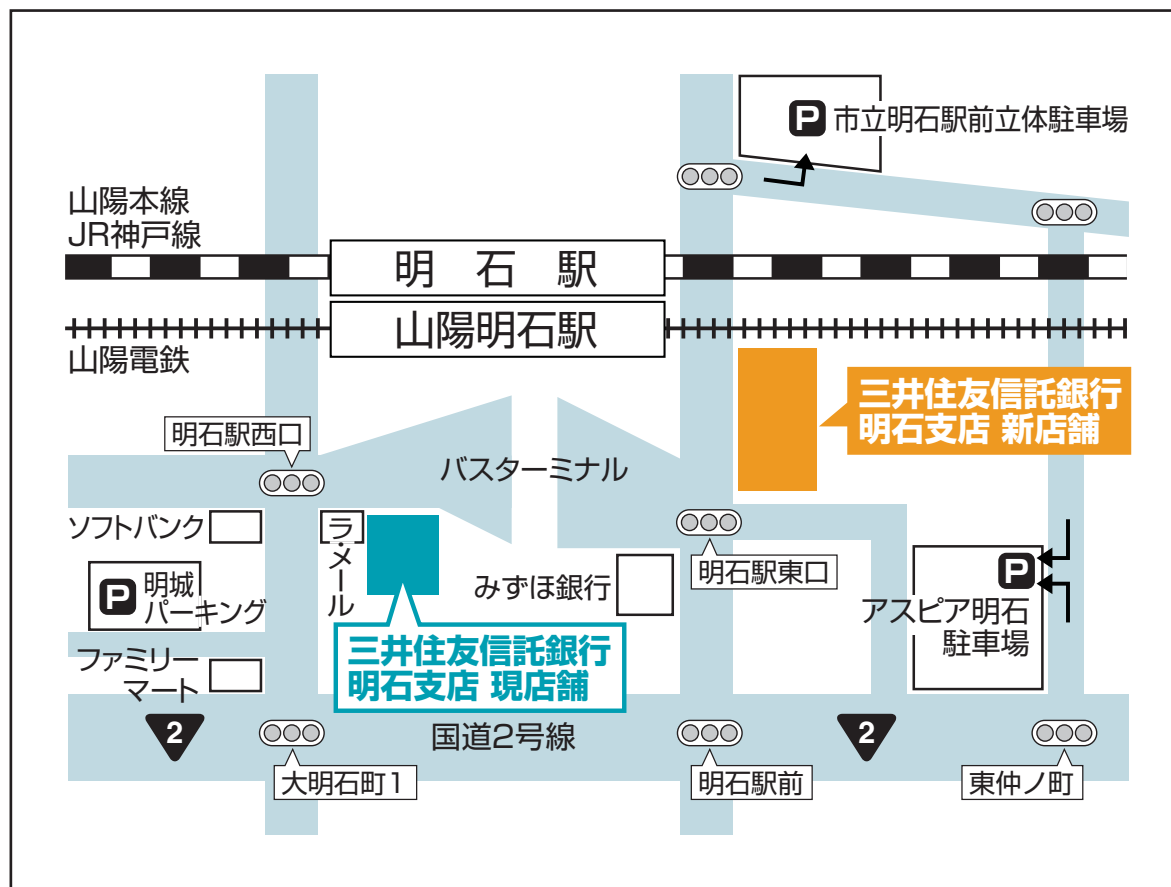 P 市立明石駅前立体駐車場
山陽本線
JR神戸線
明石駅
山陽明石駅
山陽電鉄
三井住友信託銀行
明石支店 新店舗
明石駅西口
バスターミナル
ソフトバンク
ラ・メール
みずほ銀行
明石駅東口
P 明城
パーキング
P
アスピア明石
駐車場
三井住友信託銀行
明石支店 現店舗
ファミリー
マート
2
国道2号線
2
大明石町1
明石駅前
東仲ノ町